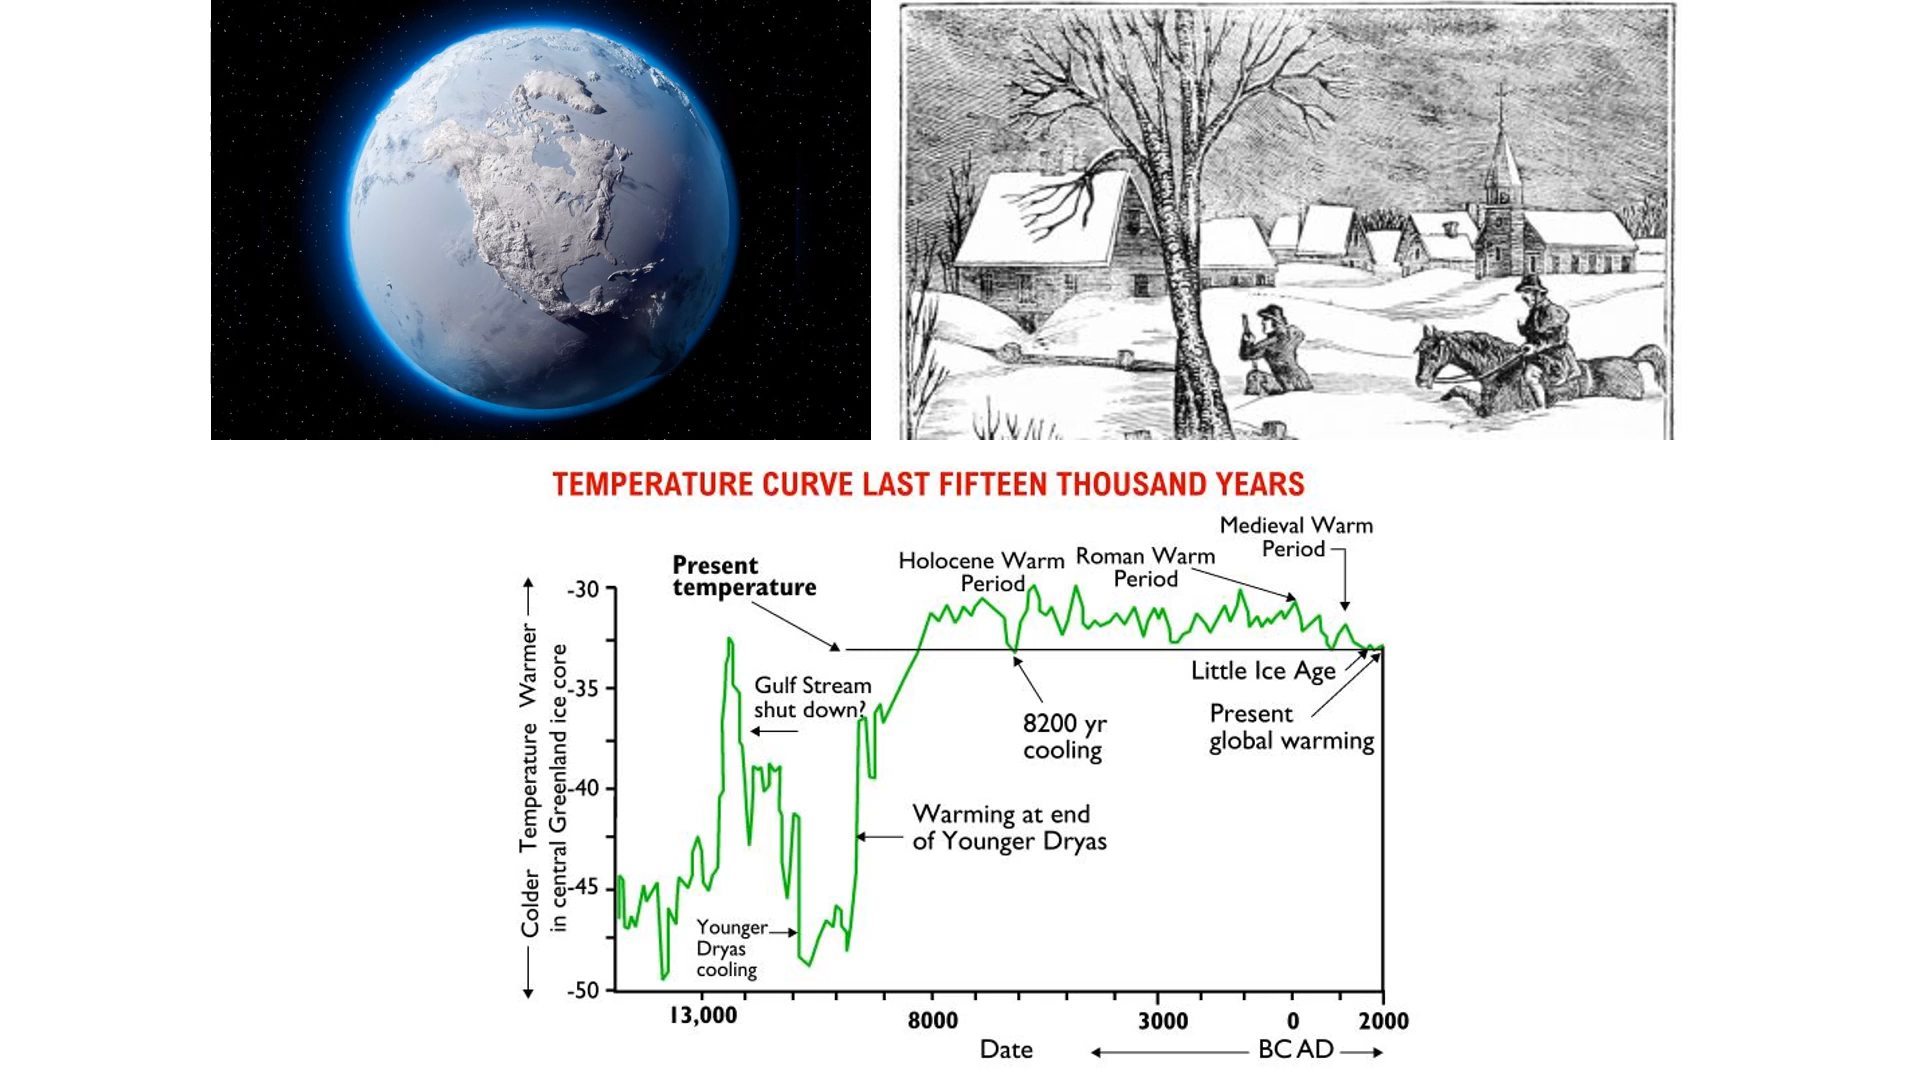 TEMPERATURE CURVE LAST FIFTEEN THOUSAND YEARS
Medieval Warm
Period
Holocene Warm
Period
Roman Warm
Period
Present
temperature
Colder Temperature Warmer
in central Greenland ice core
-30
-35
-40
-45
-50
Gulf Stream
shut down?
Little Ice Age
8200 yr
cooling
Present
global warming
Warming at end
of Younger Dryas
Younger
Dryas
cooling
13,000
8000
3000
0
2000
Date
BC AD